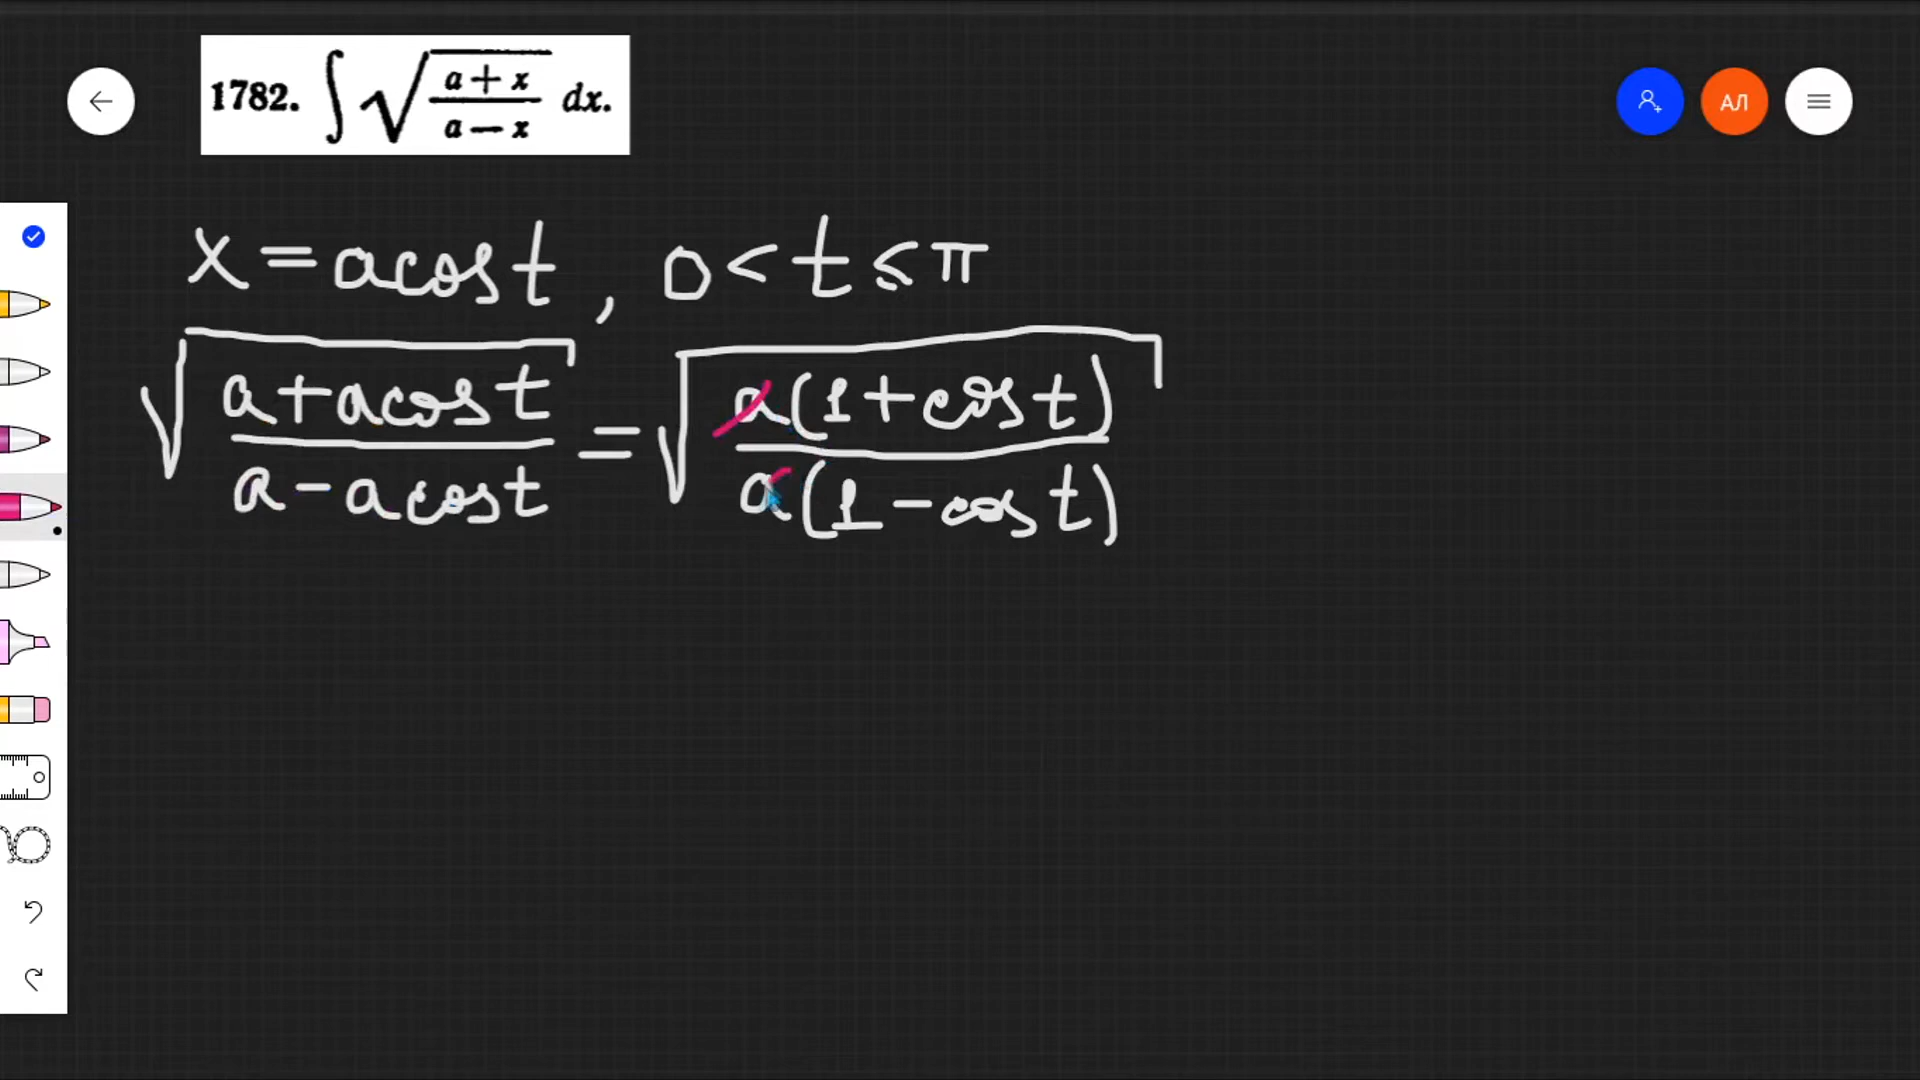 1782. ∫ √((a + x)/(a − x)) dx.
АЛ
x = a cos t, 0 < t ≤ π
√((a + a cos t)/(a − a cos t)) = √(a(1 + cos t)/a(1 − cos t))